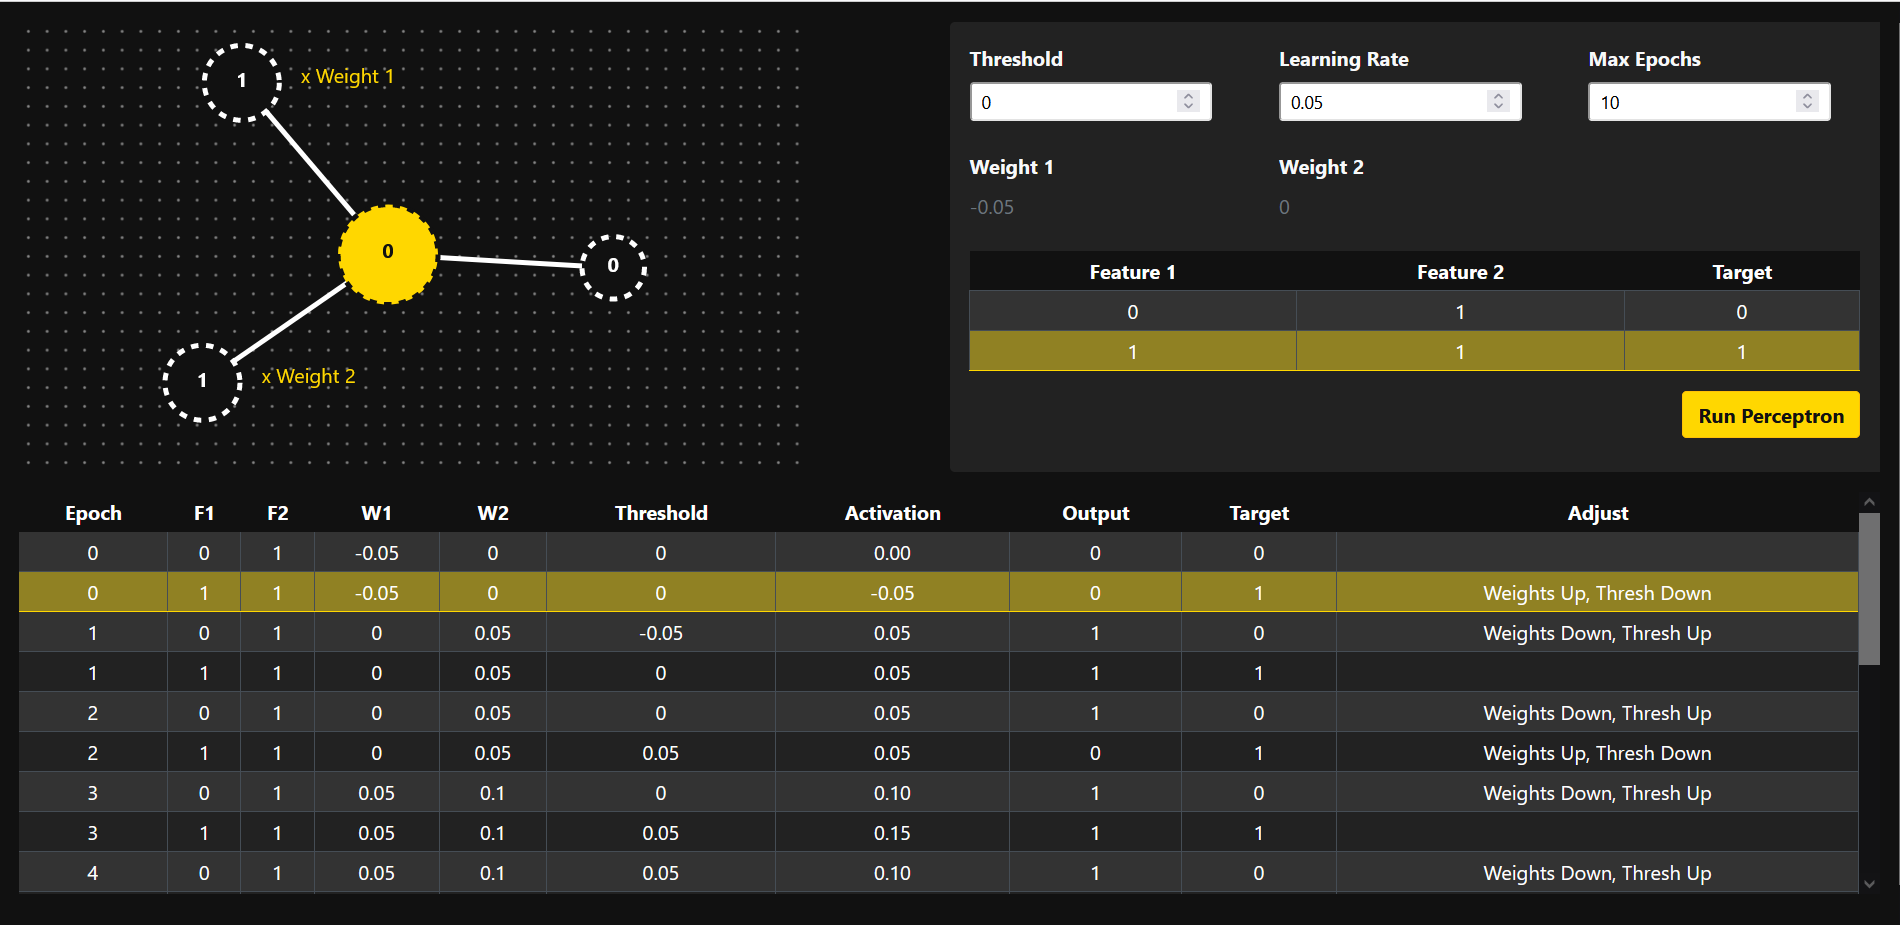 1
x Weight 1
0
0
1
x Weight 2
Threshold Learning Rate Max Epochs
0 0.05 10
Weight 1 Weight 2
-0.05 0
Feature 1 Feature 2 Target
0 1 0
1 1 1
Run Perceptron
Epoch F1 F2 W1 W2 Threshold Activation Output Target Adjust
0 0 1 -0.05 0 0 0.00 0 0
0 1 1 -0.05 0 0 -0.05 0 1 Weights Up, Thresh Down
1 0 1 0 0.05 -0.05 0.05 1 0 Weights Down, Thresh Up
1 1 1 0 0.05 0 0.05 1 1
2 0 1 0 0.05 0 0.05 1 0 Weights Down, Thresh Up
2 1 1 0 0.05 0.05 0.05 0 1 Weights Up, Thresh Down
3 0 1 0.05 0.1 0 0.10 1 0 Weights Down, Thresh Up
3 1 1 0.05 0.1 0.05 0.15 1 1
4 0 1 0.05 0.1 0.05 0.10 1 0 Weights Down, Thresh Up